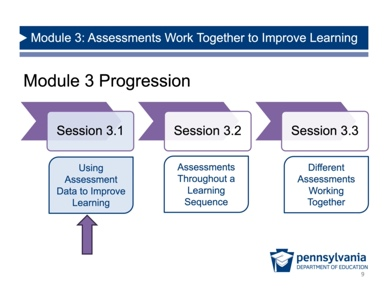 Module 3: Assessments Work Together to Improve Learning
Module 3 Progression
Session 3.1
Session 3.2
Session 3.3
Using
Assessment
Data to Improve
Learning
Assessments
Throughout a
Learning
Sequence
Different
Assessments
Working
Together
pennsylvania
DEPARTMENT OF EDUCATION
9